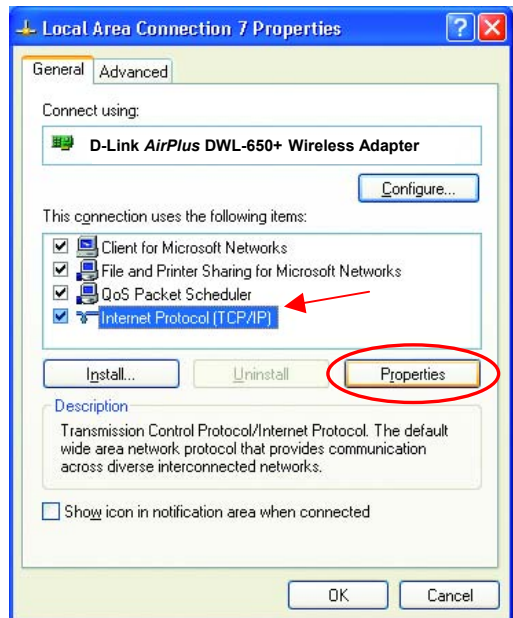 Local Area Connection 7 Properties
General Advanced
Connect using:
D-Link AirPlus DWL-650+ Wireless Adapter
Configure...
This connection uses the following items:
Client for Microsoft Networks
File and Printer Sharing for Microsoft Networks
QoS Packet Scheduler
Internet Protocol (TCP/IP)
Install... Uninstall Properties
Description
Transmission Control Protocol/Internet Protocol. The default
wide area network protocol that provides communication
across diverse interconnected networks.
Show icon in notification area when connected
OK Cancel